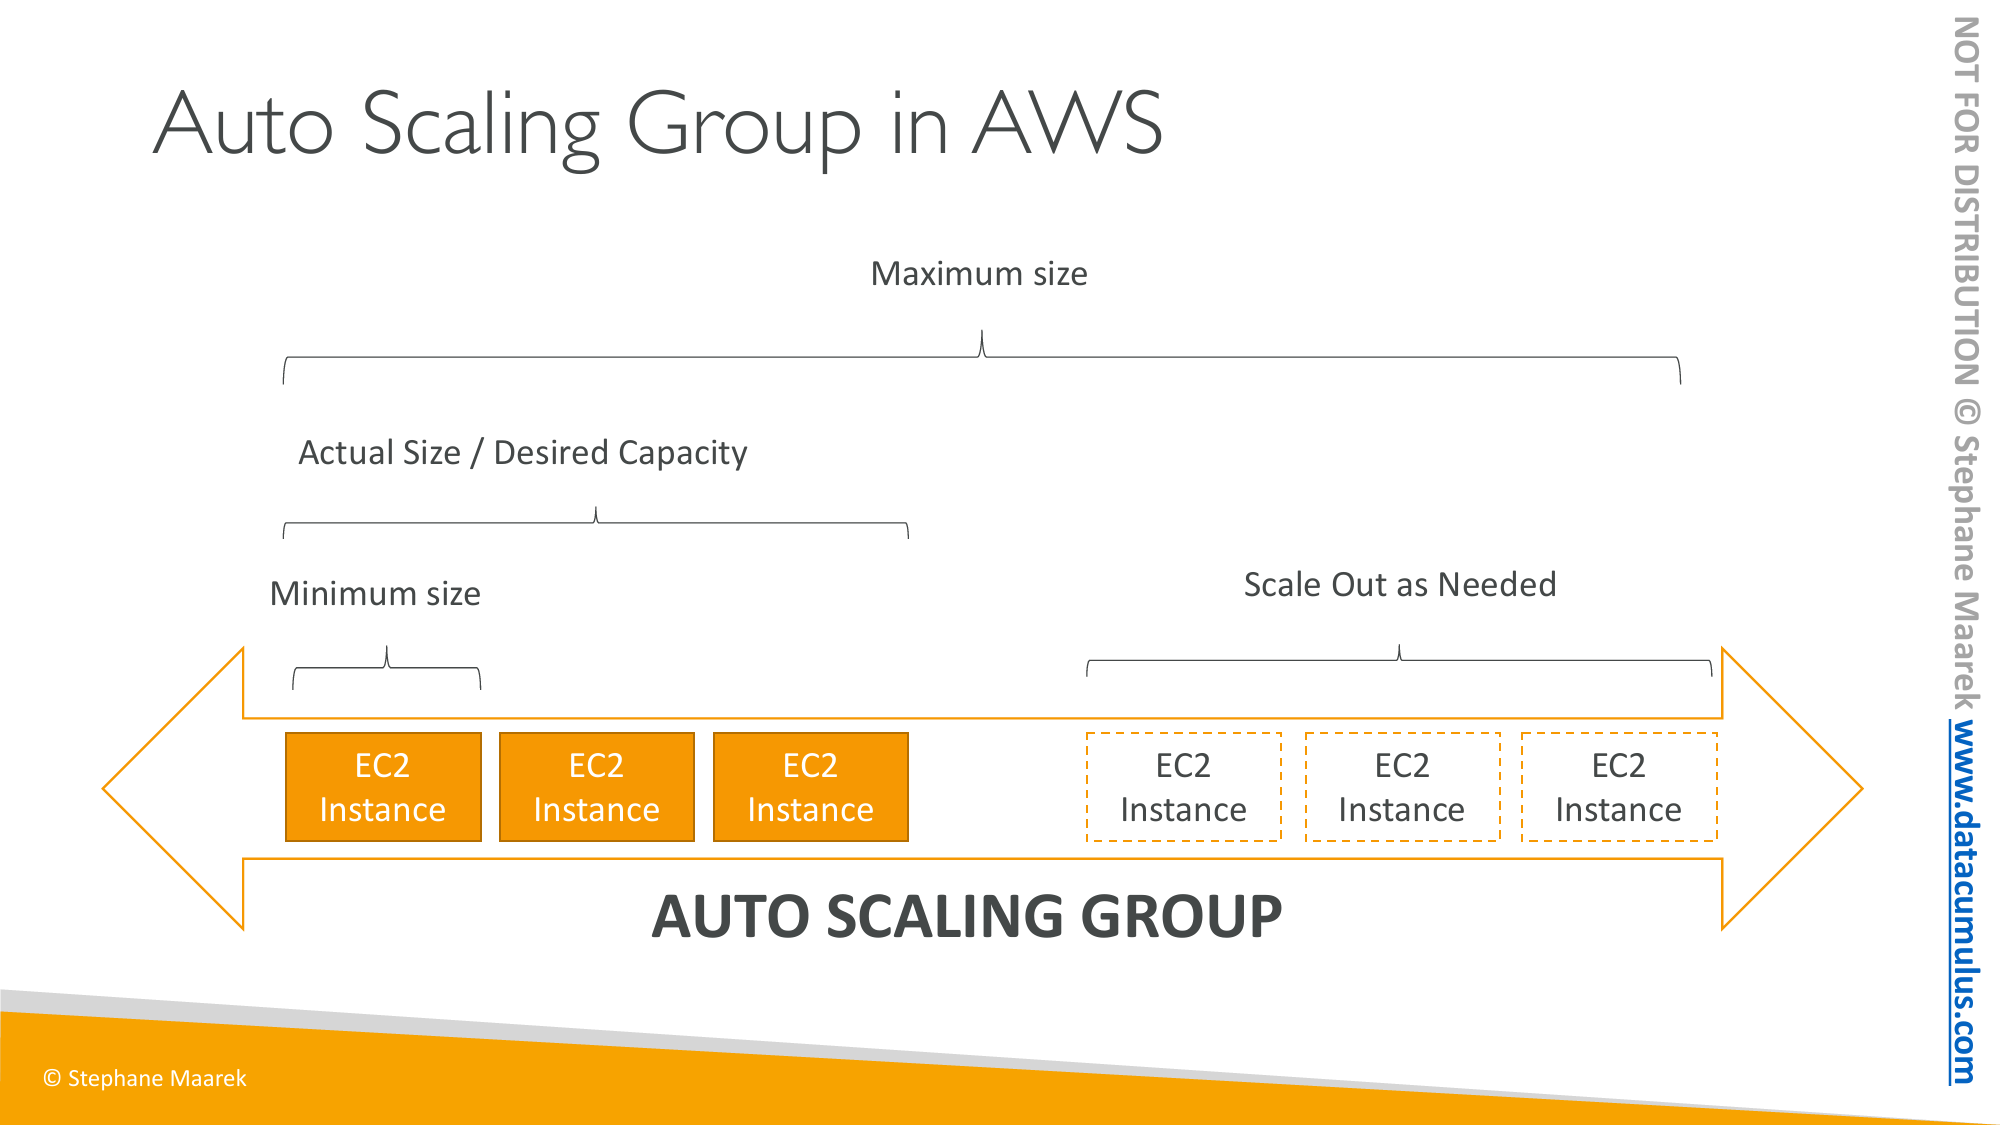 Auto Scaling Group in AWS
Maximum size
Actual Size / Desired Capacity
Minimum size
Scale Out as Needed
EC2
Instance
EC2
Instance
EC2
Instance
EC2
Instance
EC2
Instance
EC2
Instance
AUTO SCALING GROUP
© Stephane Maarek
NOT FOR DISTRIBUTION © Stephane Maarek www.datacumulus.com